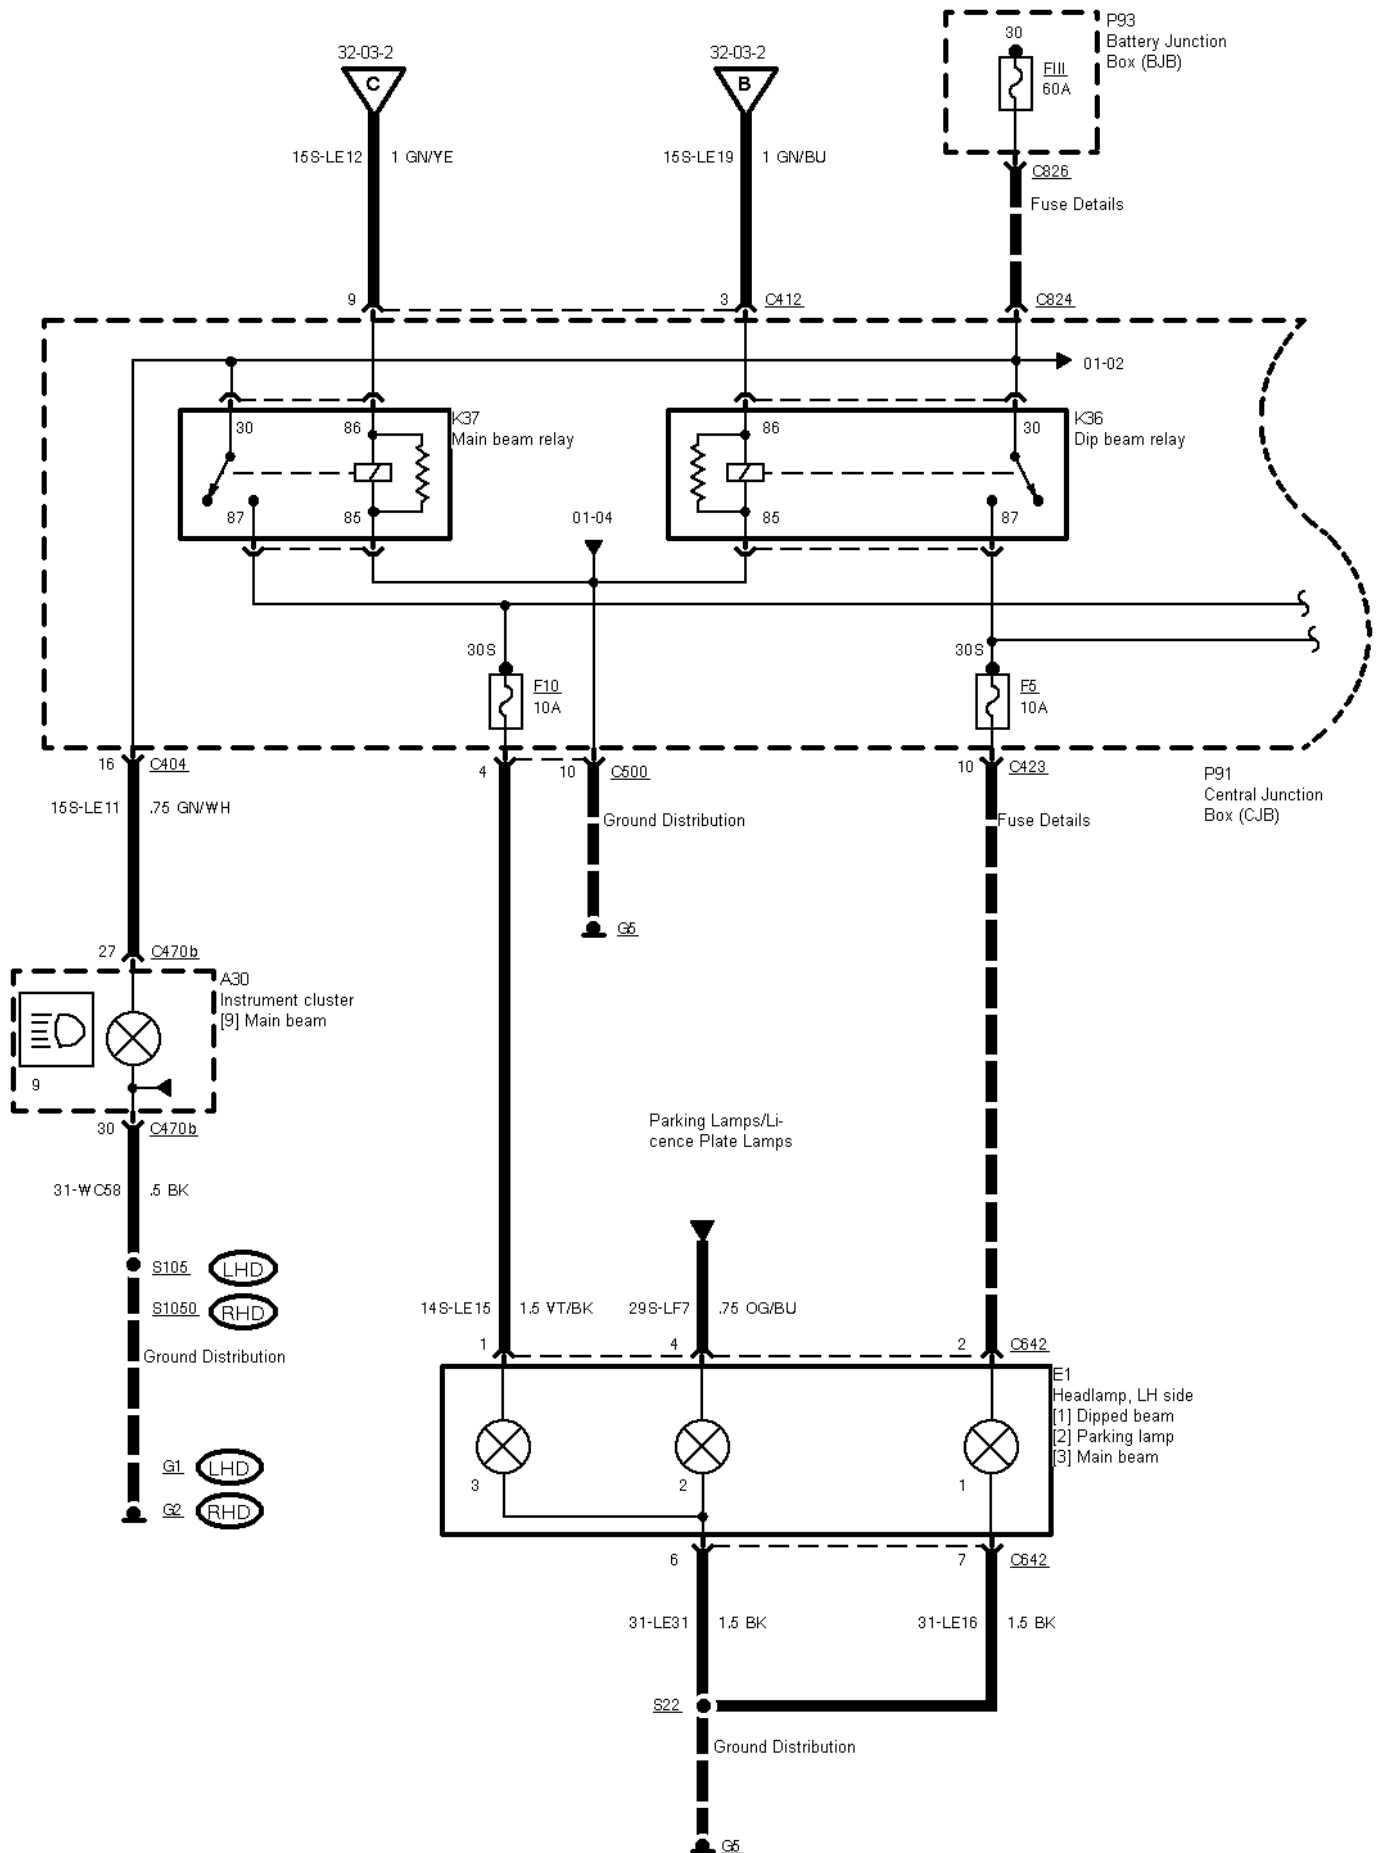 32-03-2
32-03-2
P93
Battery Junction
Box (BJB)
30
C
B
FIII
60A
15S-LE12
1 GN/YE
15S-LE19
1 GN/BU
C826
Fuse Details
9
3
C412
C824
01-02
K37
Main beam relay
30
86
87
85
K36
Dip beam relay
86
30
85
87
01-04
30S
30S
F10
10A
F5
10A
16
C404
4
10
C500
10
C423
P91
Central Junction
Box (CJB)
15S-LE11
.75 GN/WH
Ground Distribution
Fuse Details
G5
27
C470b
A30
Instrument cluster
[9] Main beam
9
30
C470b
Parking Lamps/Li-
cence Plate Lamps
31-WC58
.5 BK
S105
LHD
S1050
RHD
14S-LE15
1.5 VT/BK
29S-LF7
.75 OG/BU
1
4
2
C642
Ground Distribution
E1
Headlamp, LH side
[1] Dipped beam
[2] Parking lamp
[3] Main beam
G1
LHD
3
2
1
G2
RHD
6
7
C642
31-LE31
1.5 BK
31-LE16
1.5 BK
S22
Ground Distribution
G5